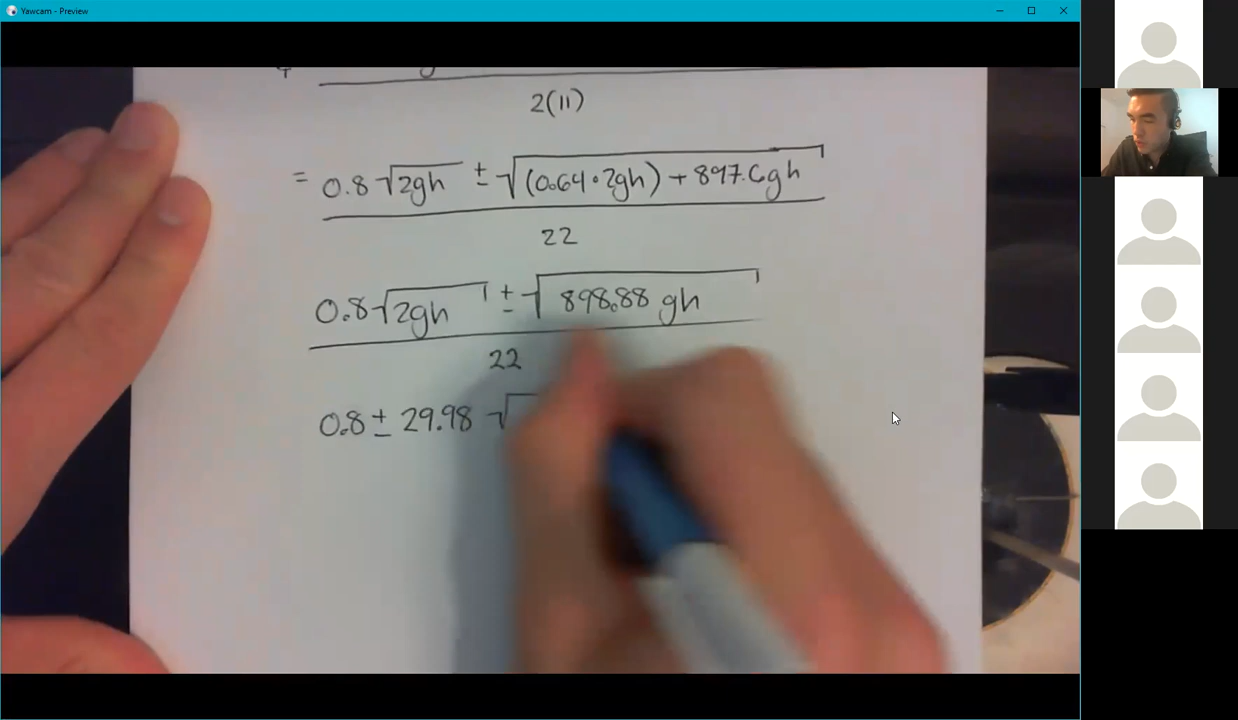 Yawcam - Preview
2(11)
= 0.8 √2gh ± √(0.64•2gh) + 897.6gh
22
0.8√2gh ± √898.88 gh
22
0.8 ± 29.98 √